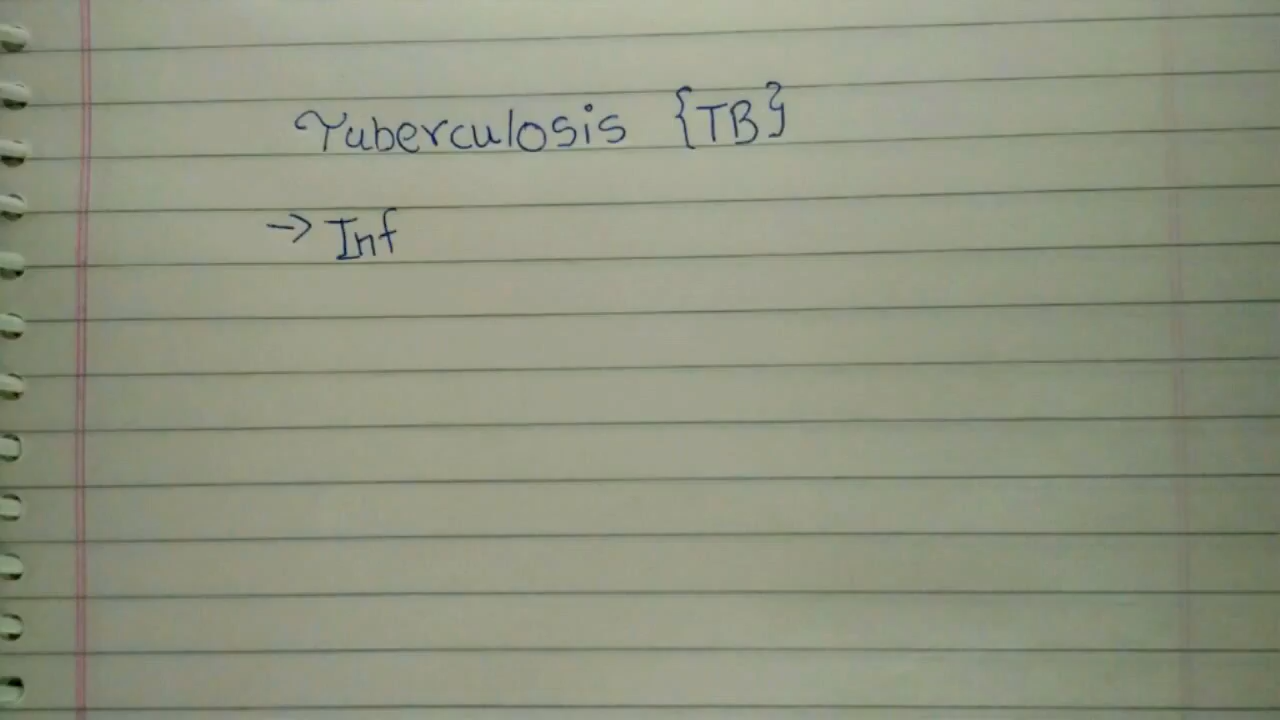 Tuberculosis {TB}
→ Inf